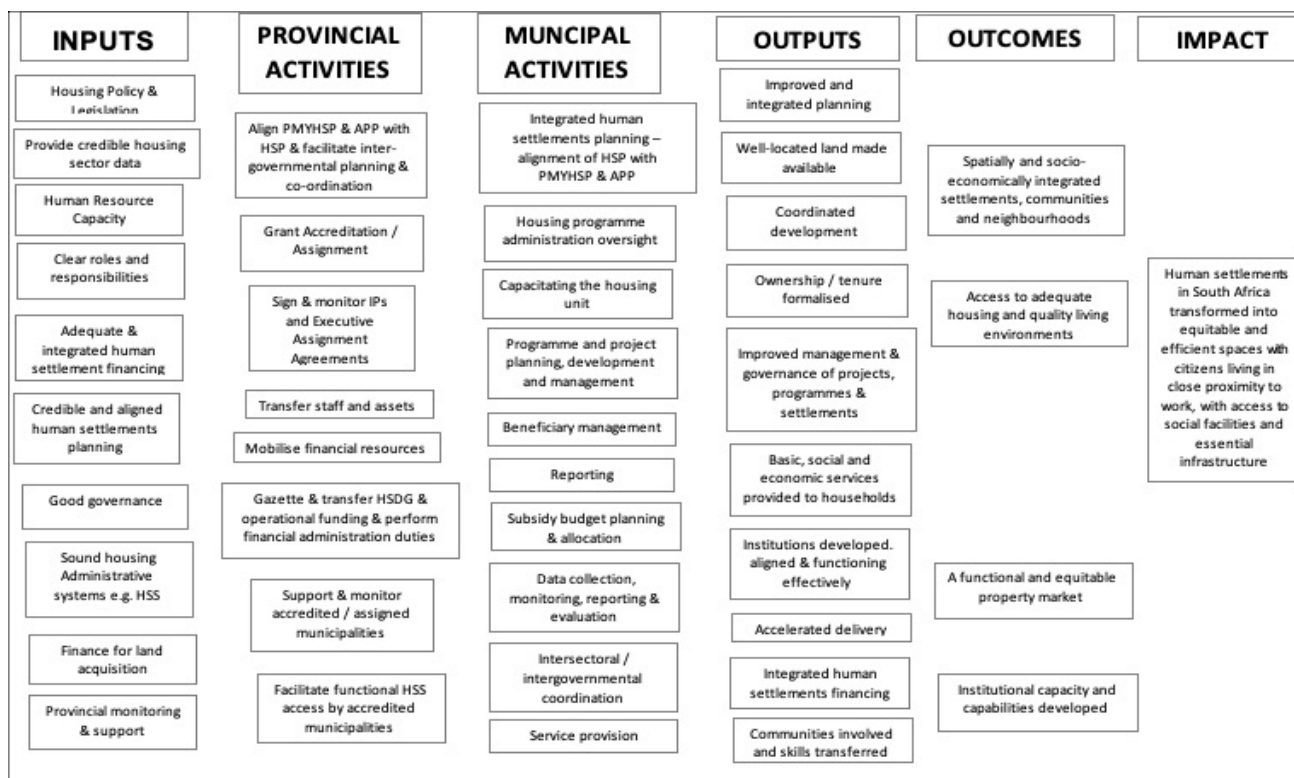 INPUTS
Housing Policy &
Legislation
Provide credible housing
sector data
Human Resource
Capacity
Clear roles and
responsibilities
Adequate &
integrated human
settlement financing
Credible and aligned
human settlements
planning
Good governance
Sound housing
Administrative
systems e.g. HSS
Finance for land
acquisition
Provincial monitoring
& support
PROVINCIAL
ACTIVITIES
Align PMYHSP & APP with
HSP & facilitate inter-
governmental planning &
co-ordination
Grant Accreditation /
Assignment
Sign & monitor IPs
and Executive
Assignment
Agreements
Transfer staff and assets
Mobilise financial resources
Gazette & transfer HSDG &
operational funding & perform
financial administration duties
Support & monitor
accredited / assigned
municipalities
Facilitate functional HSS
access by accredited
municipalities
MUNCIPAL
ACTIVITIES
Integrated human
settlements planning –
alignment of HSP with
PMYHSP & APP
Housing programme
administration oversight
Capacitating the housing
unit
Programme and project
planning, development
and management
Beneficiary management
Reporting
Subsidy budget planning
& allocation
Data collection,
monitoring, reporting &
evaluation
Intersectoral /
intergovernmental
coordination
Service provision
OUTPUTS
Improved and
integrated planning
Well-located land made
available
Coordinated
development
Ownership / tenure
formalised
Improved management &
governance of projects,
programmes &
settlements
Basic, social and
economic services
provided to households
Institutions developed.
aligned & functioning
effectively
Accelerated delivery
Integrated human
settlements financing
Communities involved
and skills transferred
OUTCOMES
Spatially and socio-
economically integrated
settlements, communities
and neighbourhoods
Access to adequate
housing and quality living
environments
A functional and equitable
property market
Institutional capacity and
capabilities developed
IMPACT
Human settlements
in South Africa
transformed into
equitable and
efficient spaces with
citizens living in
close proximity to
work, with access to
social facilities and
essential
infrastructure